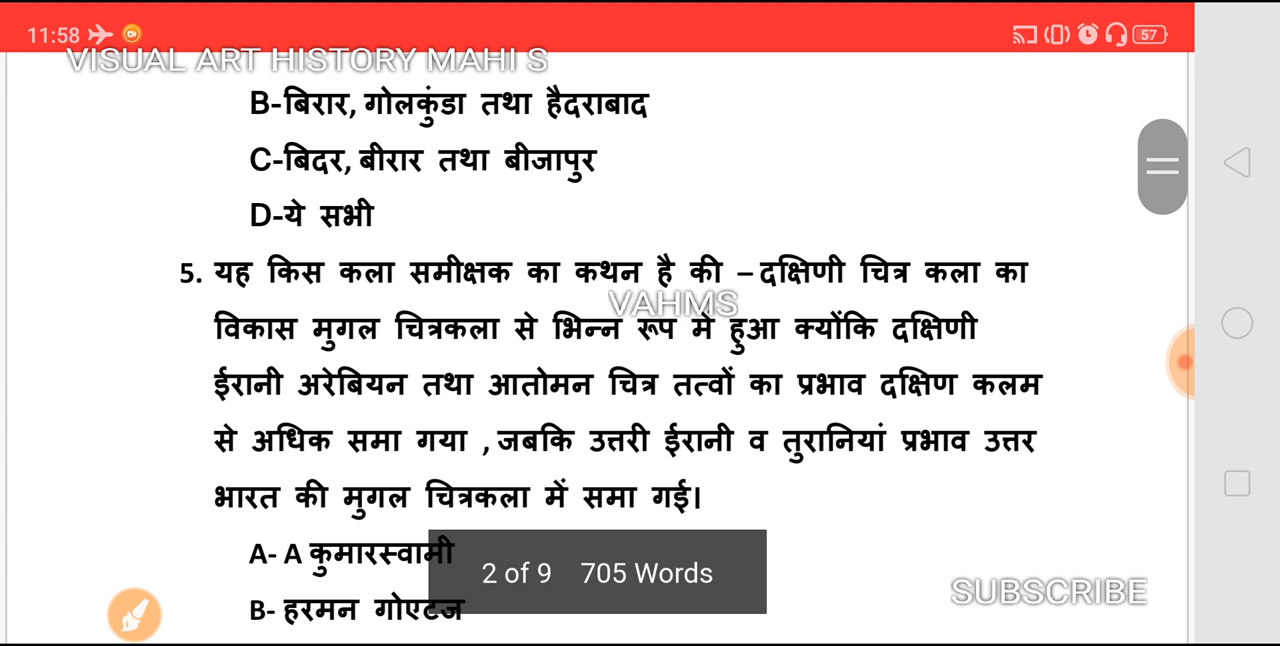 11:58
57
VISUAL ART HISTORY MAHI S
B-बिरार, गोलकुंडा तथा हैदराबाद
C-बिदर, बीरार तथा बीजापुर
D-ये सभी
5. यह किस कला समीक्षक का कथन है की – दक्षिणी चित्र कला का
VAHMS
विकास मुगल चित्रकला से भिन्न रूप में हुआ क्योंकि दक्षिणी
ईरानी अरेबियन तथा आतोमन चित्र तत्वों का प्रभाव दक्षिण कलम
से अधिक समा गया , जबकि उत्तरी ईरानी व तुरानियां प्रभाव उत्तर
भारत की मुगल चित्रकला में समा गई।
A- A कुमारस्वामी
2 of 9 705 Words
SUBSCRIBE
B- हरमन गोएटज